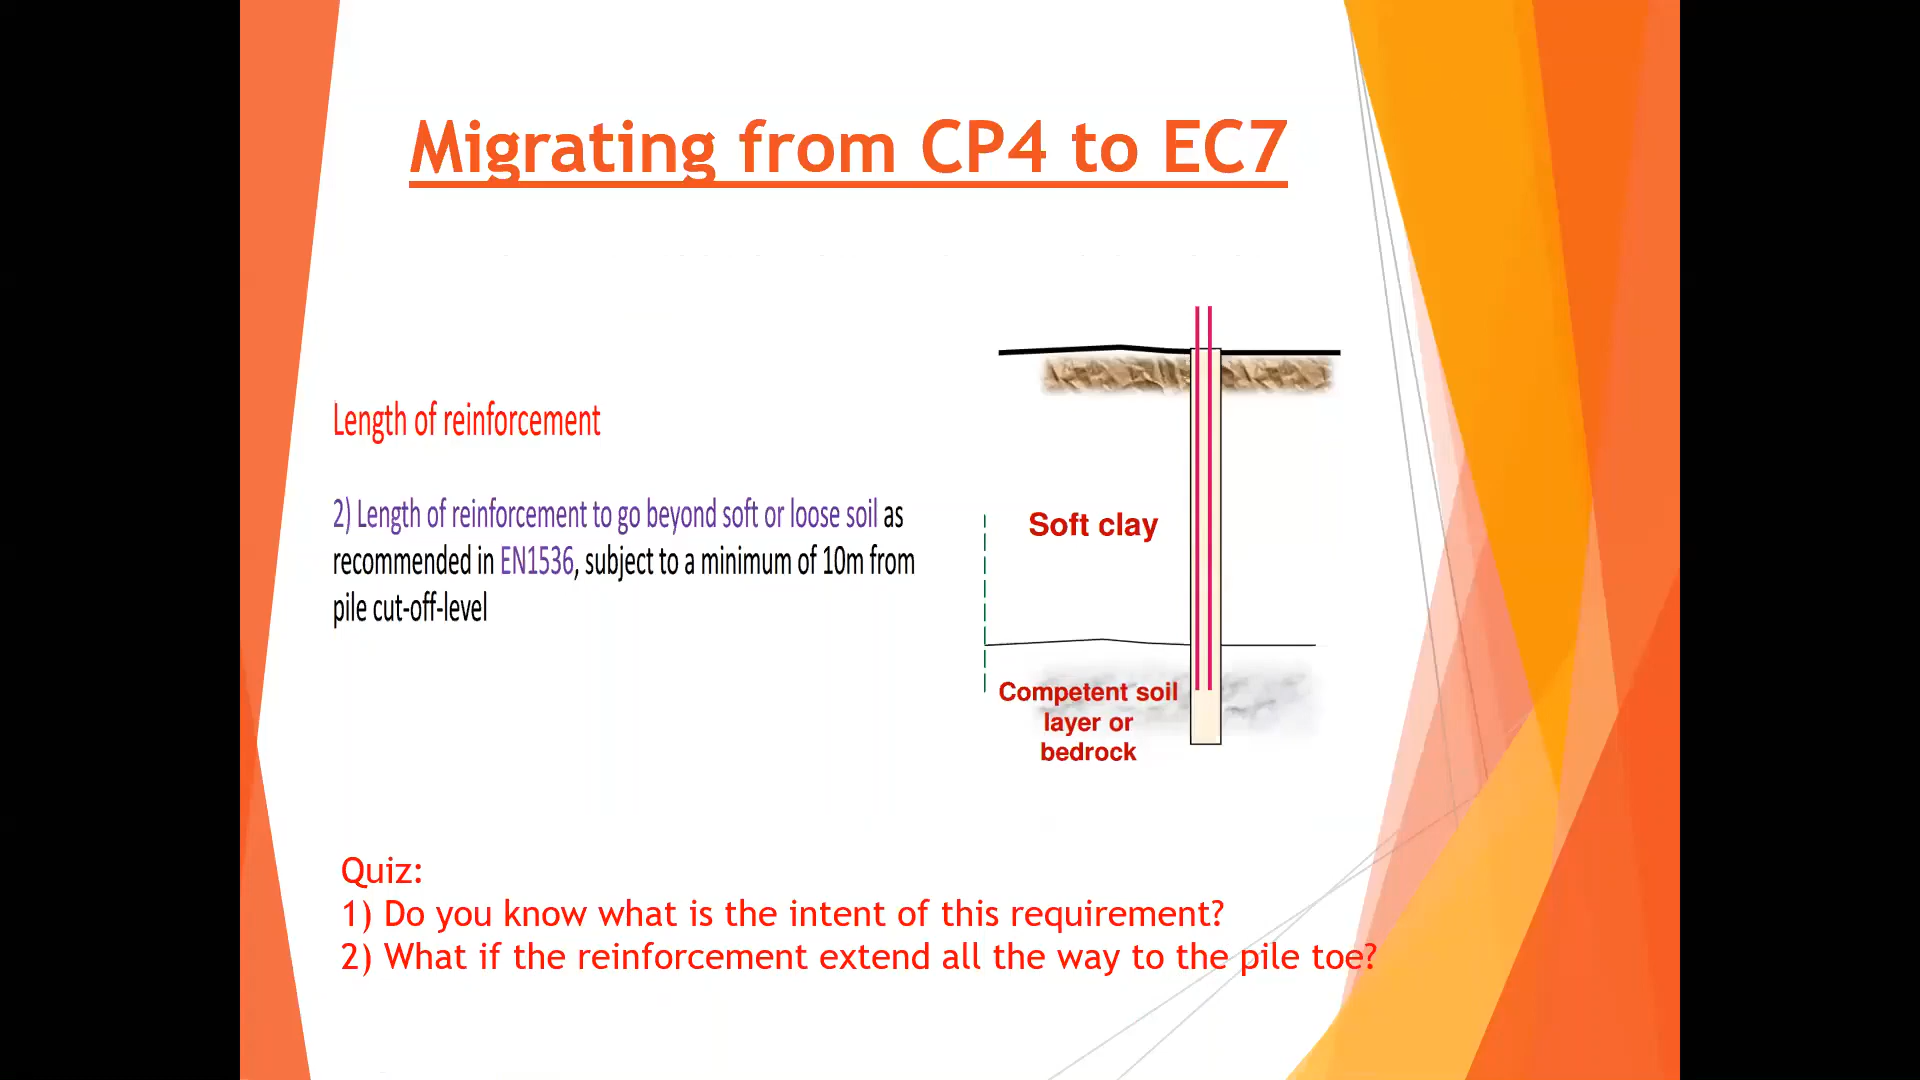 Migrating from CP4 to EC7
Length of reinforcement
2) Length of reinforcement to go beyond soft or loose soil as
recommended in EN1536, subject to a minimum of 10m from
pile cut-off-level
Soft clay
Competent soil
layer or
bedrock
Quiz:
1) Do you know what is the intent of this requirement?
2) What if the reinforcement extend all the way to the pile toe?